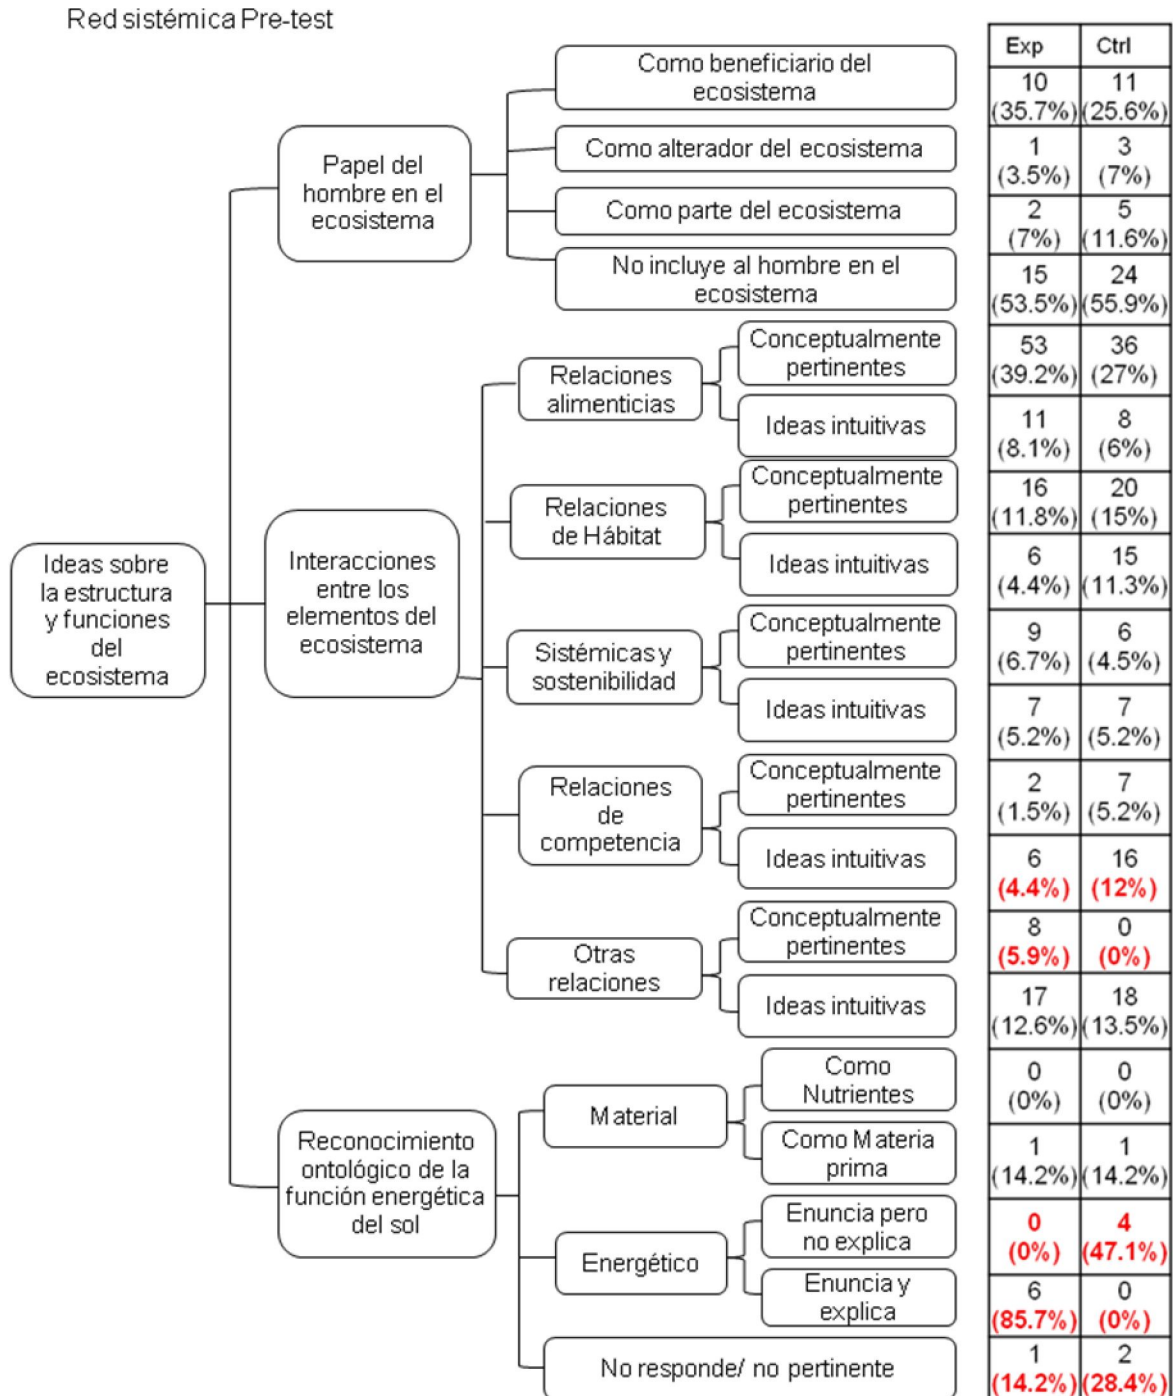 Red sistémica Pre-test
Exp Ctrl
Como beneficiario del
ecosistema
10 11
(35.7%) (25.6%)
Como alterador del ecosistema
1 3
(3.5%) (7%)
Papel del
hombre en el
ecosistema
Como parte del ecosistema
2 5
(7%) (11.6%)
No incluye al hombre en el
ecosistema
15 24
(53.5%) (55.9%)
Ideas sobre
la estructura
y funciones
del
ecosistema
Interacciones
entre los
elementos del
ecosistema
Relaciones
alimenticias
Conceptualmente
pertinentes
53 36
(39.2%) (27%)
Ideas intuitivas
11 8
(8.1%) (6%)
Relaciones
de Hábitat
Conceptualmente
pertinentes
16 20
(11.8%) (15%)
Ideas intuitivas
6 15
(4.4%) (11.3%)
Sistémicas y
sostenibilidad
Conceptualmente
pertinentes
9 6
(6.7%) (4.5%)
Ideas intuitivas
7 7
(5.2%) (5.2%)
Relaciones
de
competencia
Conceptualmente
pertinentes
2 7
(1.5%) (5.2%)
Ideas intuitivas
6 16
(4.4%) (12%)
Otras
relaciones
Conceptualmente
pertinentes
8 0
(5.9%) (0%)
Ideas intuitivas
17 18
(12.6%) (13.5%)
Reconocimiento
ontológico de la
función energética
del sol
Material
Como
Nutrientes
0 0
(0%) (0%)
Como Materia
prima
1 1
(14.2%) (14.2%)
Energético
Enuncia pero
no explica
0 4
(0%) (47.1%)
Enuncia y
explica
6 0
(85.7%) (0%)
No responde/ no pertinente
1 2
(14.2%) (28.4%)